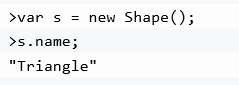 >var s = new Shape();
>s.name;
"Triangle"